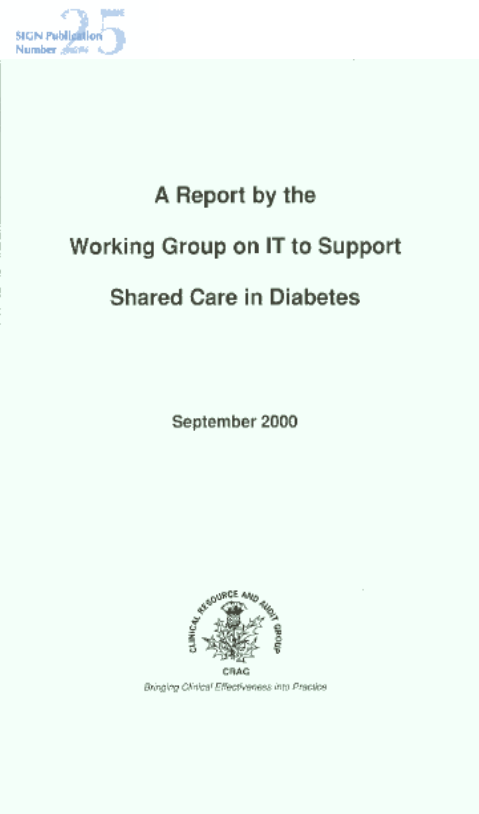 SIGN Publication
Number 25
A Report by the
Working Group on IT to Support
Shared Care in Diabetes
September 2000
CLINICAL RESOURCE AND AUDIT GROUP
CRAG
Bringing Clinical Effectiveness into Practice